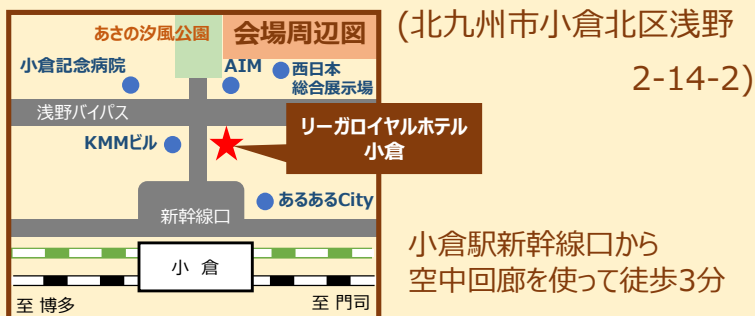 あさの汐風公園
会場周辺図
(北九州市小倉北区浅野
2-14-2)
小倉記念病院
AIM
西日本
総合展示場
浅野バイパス
リーガロイヤルホテル
小倉
KMMビル
あるあるCity
新幹線口
小 倉
至 博多
至 門司
小倉駅新幹線口から
空中回廊を使って徒歩3分